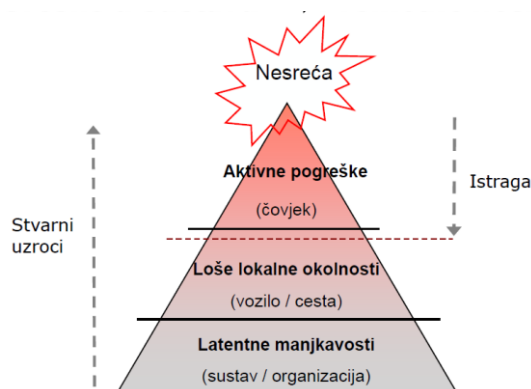 Nesreća
Aktivne pogreške
(čovjek)
Istraga
Stvarni
uzroci
Loše lokalne okolnosti
(vozilo / cesta)
Latentne manjkavosti
(sustav / organizacija)